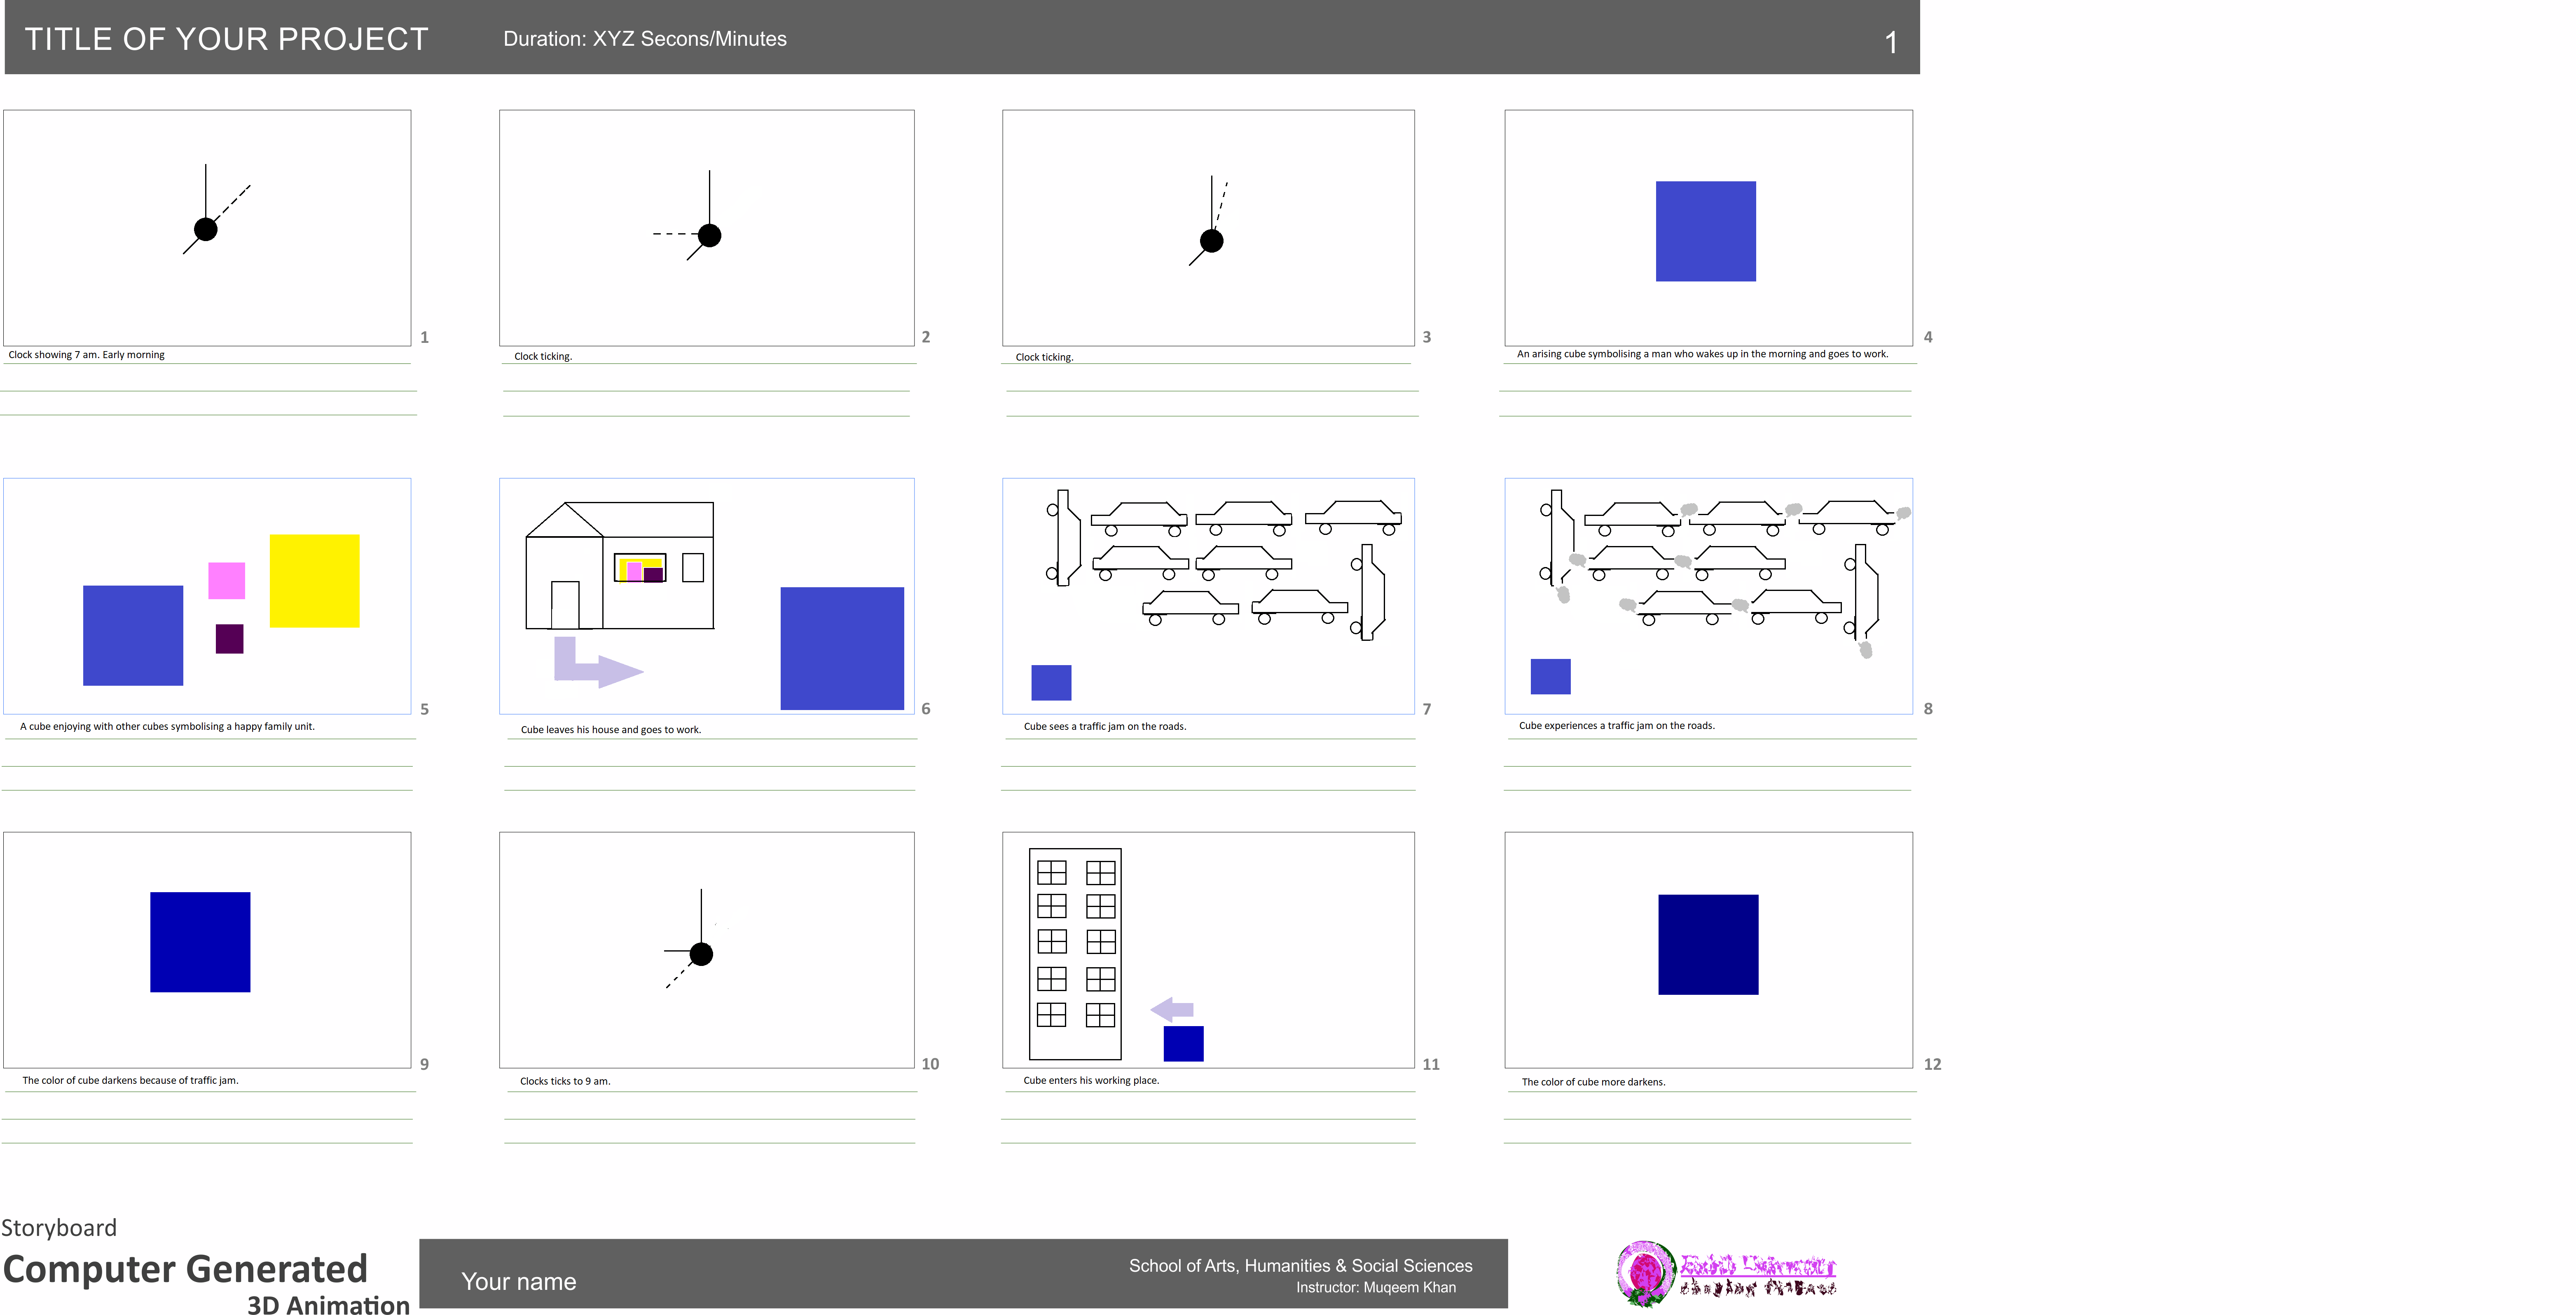 TITLE OF YOUR PROJECT
Duration: XYZ Secons/Minutes
1
1
2
3
4
Clock showing 7 am. Early morning
Clock ticking.
Clock ticking.
An arising cube symbolising a man who wakes up in the morning and goes to work.
5
6
7
8
A cube enjoying with other cubes symbolising a happy family unit.
Cube leaves his house and goes to work.
Cube sees a traffic jam on the roads.
Cube experiences a traffic jam on the roads.
9
10
11
12
The color of cube darkens because of traffic jam.
Clocks ticks to 9 am.
Cube enters his working place.
The color of cube more darkens.
Storyboard
Computer Generated
3D Animation
Your name
School of Arts, Humanities & Social Sciences
Instructor: Muqeem Khan